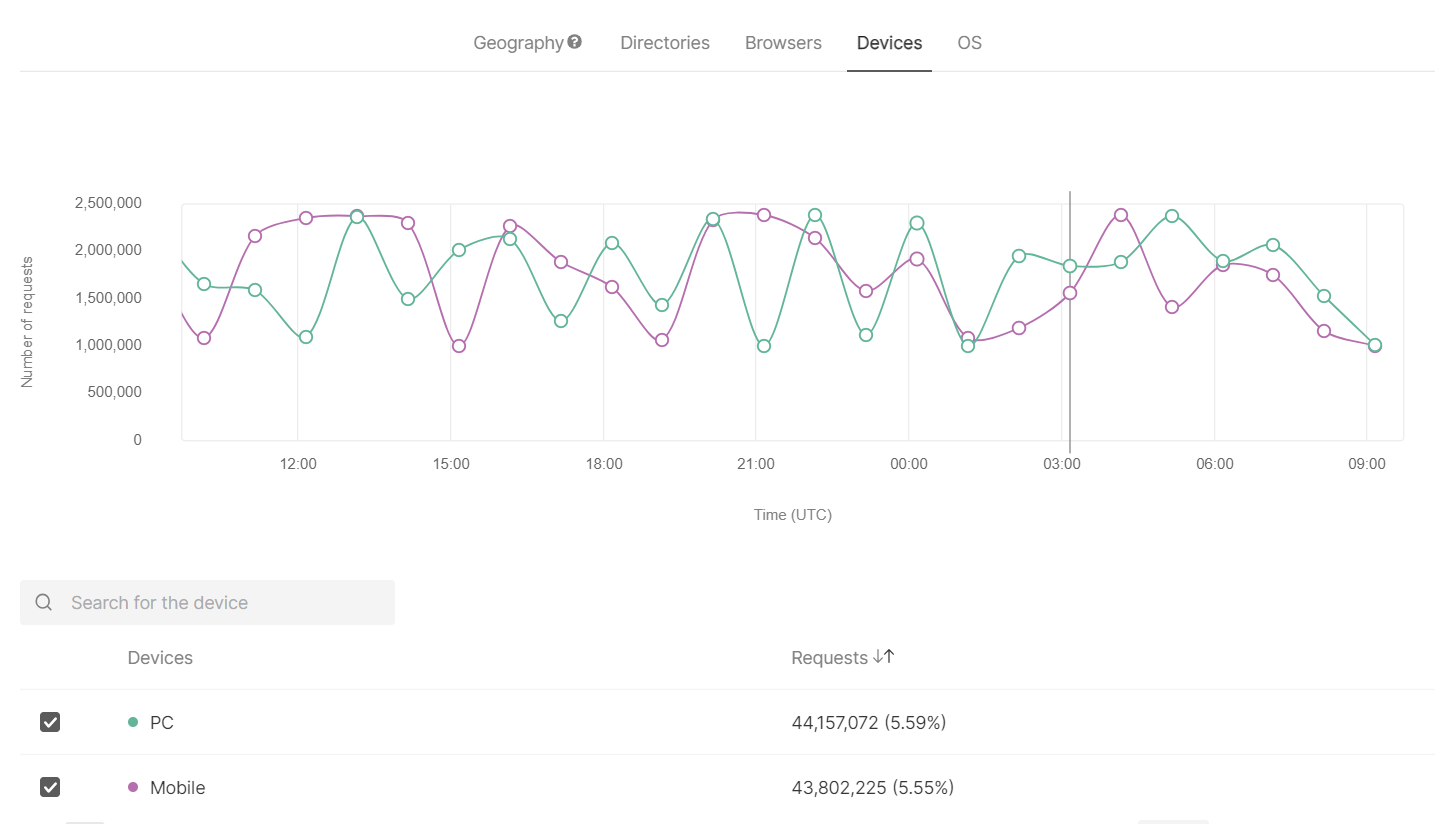 Geography ? Directories Browsers Devices OS
Number of requests
2,500,000
2,000,000
1,500,000
1,000,000
500,000
0
12:00 15:00 18:00 21:00 00:00 03:00 06:00 09:00
Time (UTC)
Search for the device
Devices Requests ↓↑
PC 44,157,072 (5.59%)
Mobile 43,802,225 (5.55%)